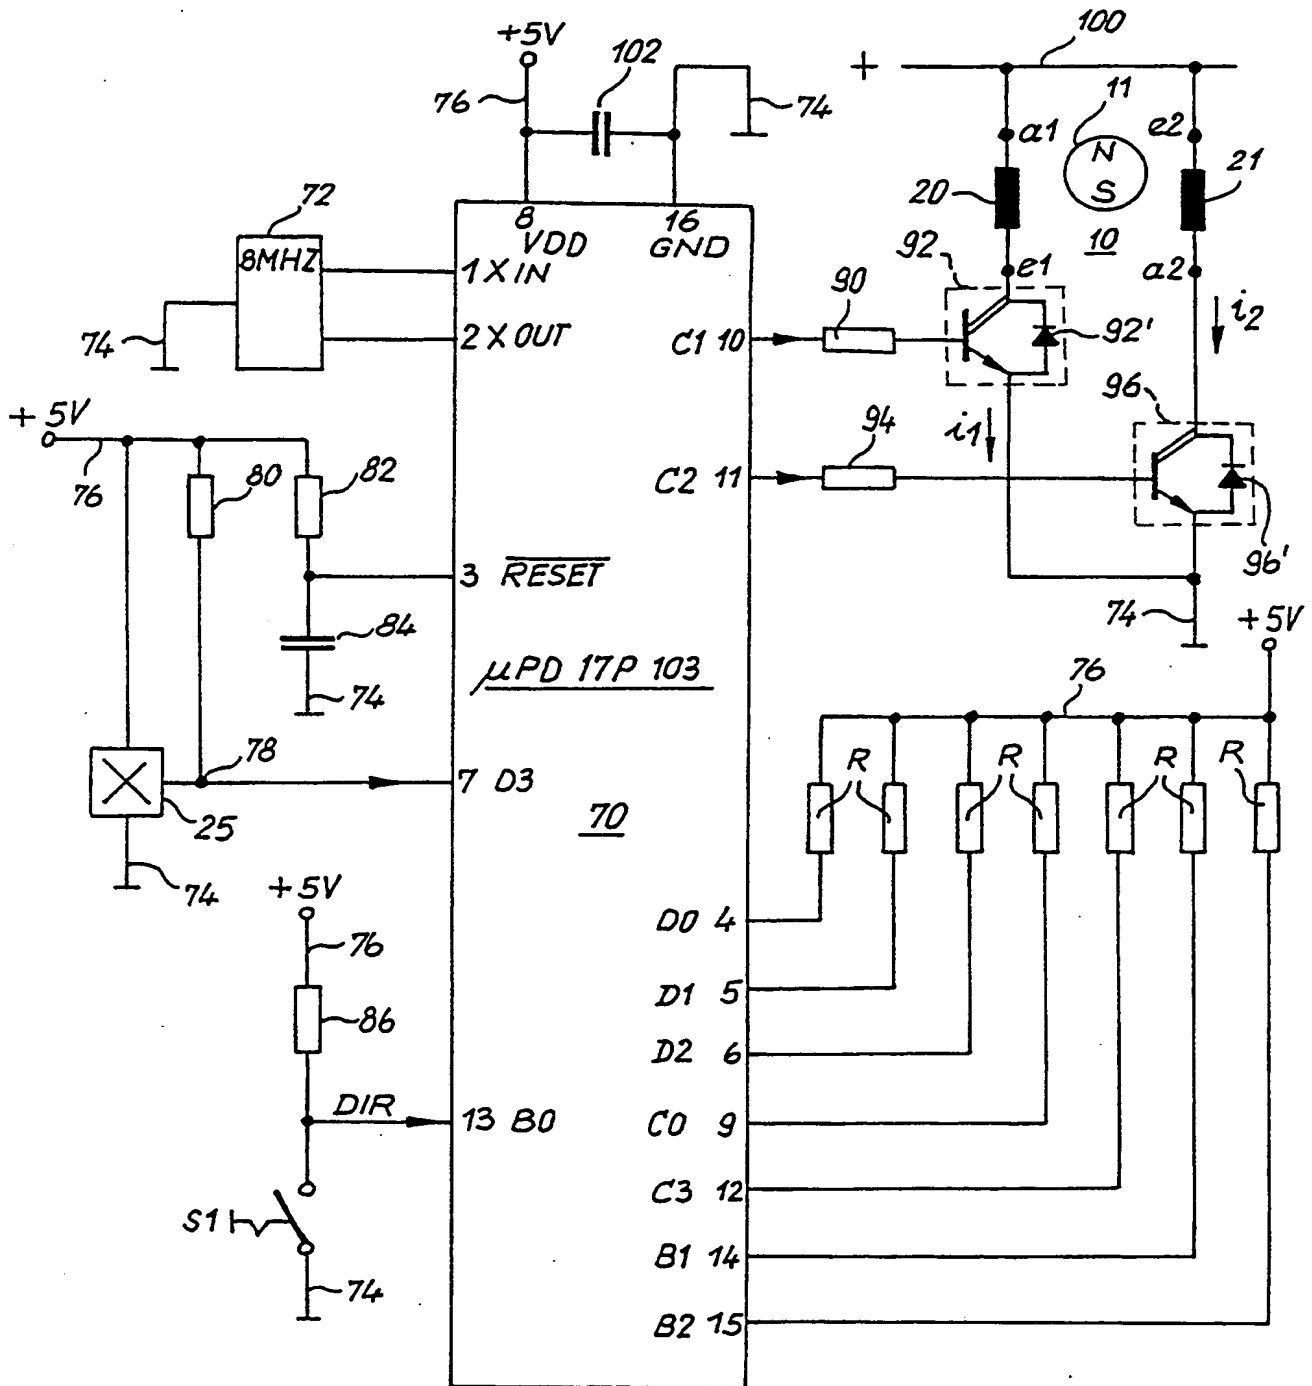 +5V
102
100
76
74
+
11
a1
e2
N
S
20
21
10
72
8MHZ
8
VDD
16
GND
92
e1
a2
1 X IN
90
i2
74
2 X OUT
C1 10
92'
96
+5V
94
i1
76
80
82
C2 11
96'
3 RESET
74
+5V
84
µPD 17P 103
74
76
78
R
R
R
R
7 D3
25
70
74
+5V
D0 4
76
D1 5
86
D2 6
DIR
13 B0
C0 9
C3 12
S1
B1 14
74
B2 15